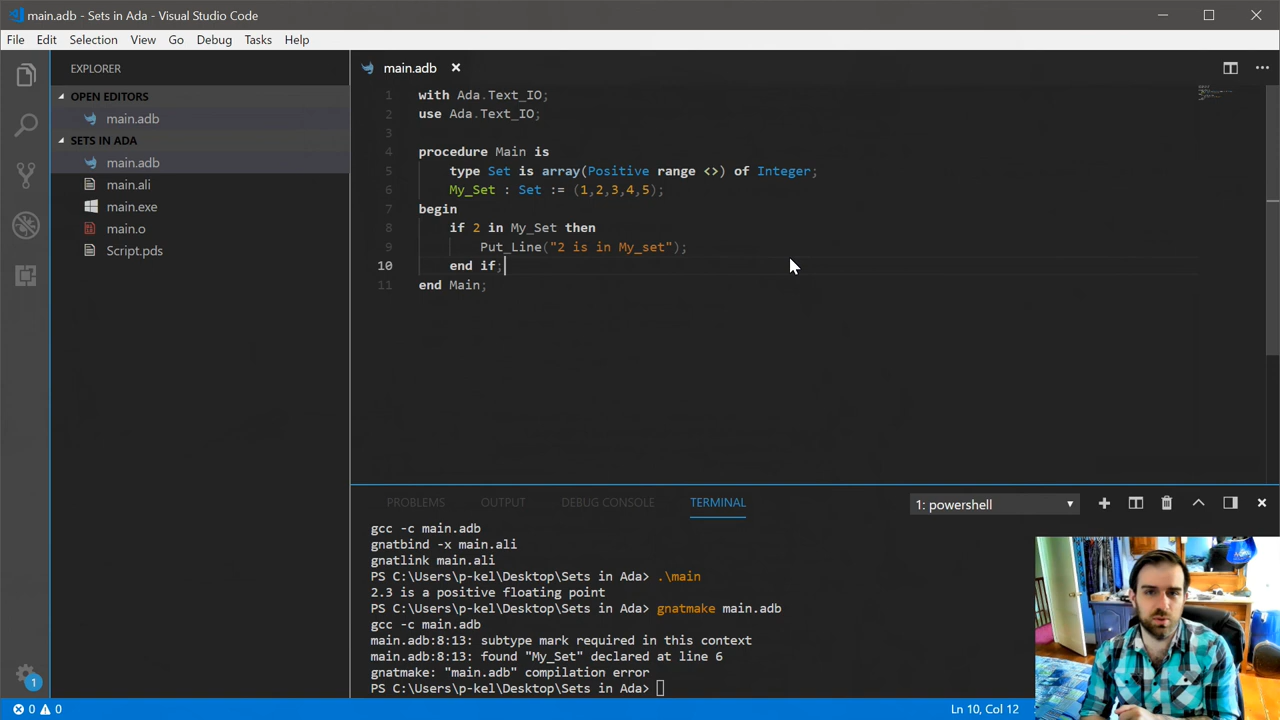 main.adb - Sets in Ada - Visual Studio Code
File Edit Selection View Go Debug Tasks Help
EXPLORER
OPEN EDITORS
main.adb
SETS IN ADA
main.adb
main.ali
main.exe
main.o
Script.pds
1
main.adb
1 with Ada.Text_IO;
2 use Ada.Text_IO;
3
4 procedure Main is
5 type Set is array(Positive range <>) of Integer;
6 My_Set : Set := (1,2,3,4,5);
7 begin
8 if 2 in My_Set then
9 Put_Line("2 is in My_set");
10 end if;
11 end Main;
PROBLEMS OUTPUT DEBUG CONSOLE TERMINAL 1: powershell
gcc -c main.adb
gnatbind -x main.ali
gnatlink main.ali
PS C:\Users\p-kel\Desktop\Sets in Ada> .\main
2.3 is a positive floating point
PS C:\Users\p-kel\Desktop\Sets in Ada> gnatmake main.adb
gcc -c main.adb
main.adb:8:13: subtype mark required in this context
main.adb:8:13: found "My_Set" declared at line 6
gnatmake: "main.adb" compilation error
PS C:\Users\p-kel\Desktop\Sets in Ada>
0 0 Ln 10, Col 12